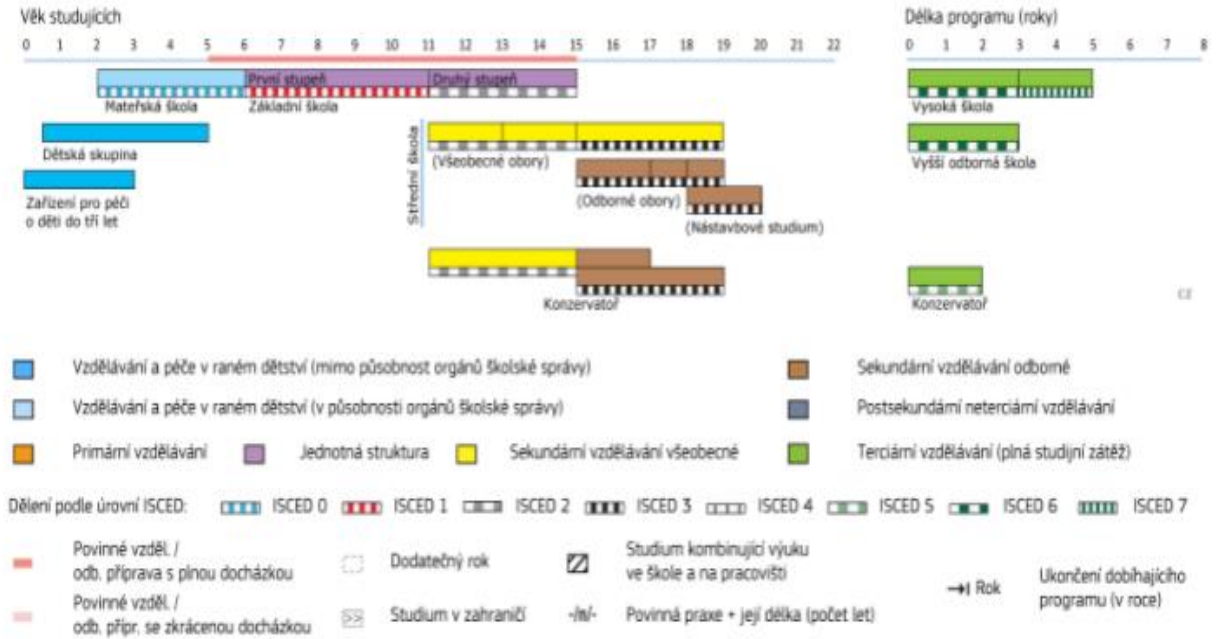 Věk studujících
Délka programu (roky)
0 1 2 3 4 5 6 7 8 9 10 11 12 13 14 15 16 17 18 19 20 21 22
0 1 2 3 4 5 6 7 8
První stupeň
Druhý stupeň
Mateřská škola
Základní škola
Vysoká škola
Dětská skupina
Střední škola
(Všeobecné obory)
Vyšší odborná škola
Zařízení pro péči
o děti do tří let
(Odborné obory)
(Nástavbové studium)
Konzervatoř
Konzervatoř
CZ
Vzdělávání a péče v raném dětství (mimo působnost orgánů školské správy)
Sekundární vzdělávání odborné
Vzdělávání a péče v raném dětství (v působnosti orgánů školské správy)
Postsekundární neterciární vzdělávání
Primární vzdělávání
Jednotná struktura
Sekundární vzdělávání všeobecné
Terciární vzdělávání (plná studijní zátěž)
Dělení podle úrovní ISCED:
ISCED 0
ISCED 1
ISCED 2
ISCED 3
ISCED 4
ISCED 5
ISCED 6
ISCED 7
Povinné vzděl. /
odb. příprava s plnou docházkou
Dodatečný rok
Studium kombinující výuku
ve škole a na pracovišti
Rok
Ukončení dobíhajícího
programu (v roce)
Povinné vzděl. /
odb. přípr. se zkrácenou docházkou
>>
Studium v zahraničí
-/n/-
Povinná praxe + její délka (počet let)